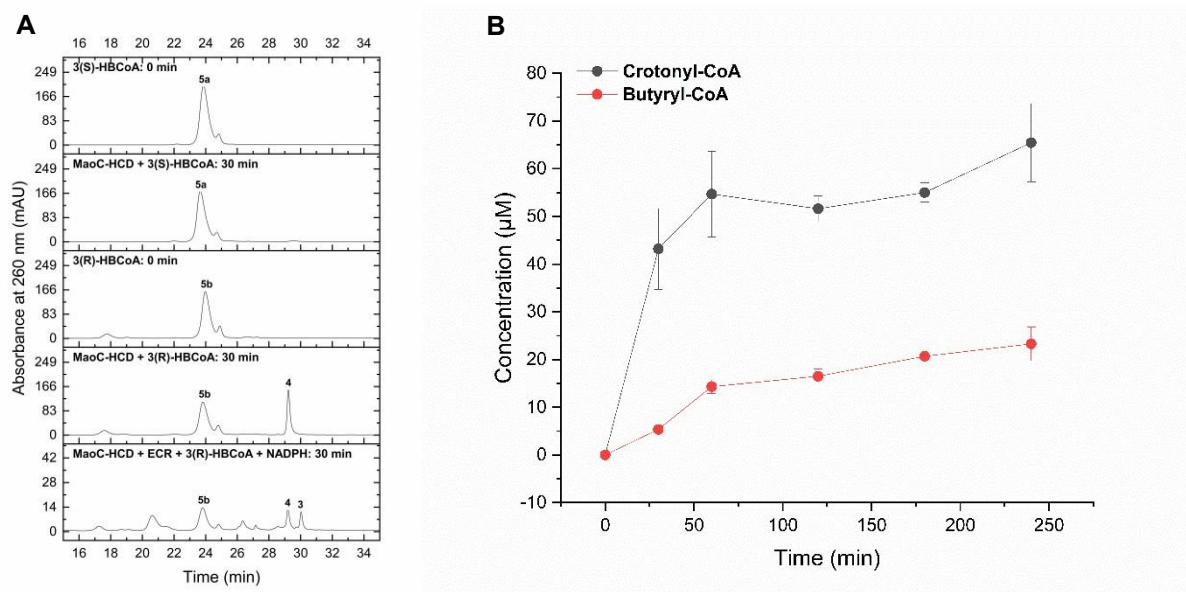 A
16 18 20 22 24 26 28 30 32 34
3(S)-HBCoA: 0 min
5a
249
166
83
0
MaoC-HCD + 3(S)-HBCoA: 30 min
5a
249
166
83
0
3(R)-HBCoA: 0 min
5b
249
166
83
0
MaoC-HCD + 3(R)-HBCoA: 30 min
5b
4
249
166
83
0
MaoC-HCD + ECR + 3(R)-HBCoA + NADPH: 30 min
5b
4
3
42
28
14
0
16 18 20 22 24 26 28 30 32 34
Time (min)
Absorbance at 260 nm (mAU)
B
Crotonyl-CoA
Butyryl-CoA
80
70
60
50
40
30
20
10
0
-10
0 50 100 150 200 250
Time (min)
Concentration (µM)